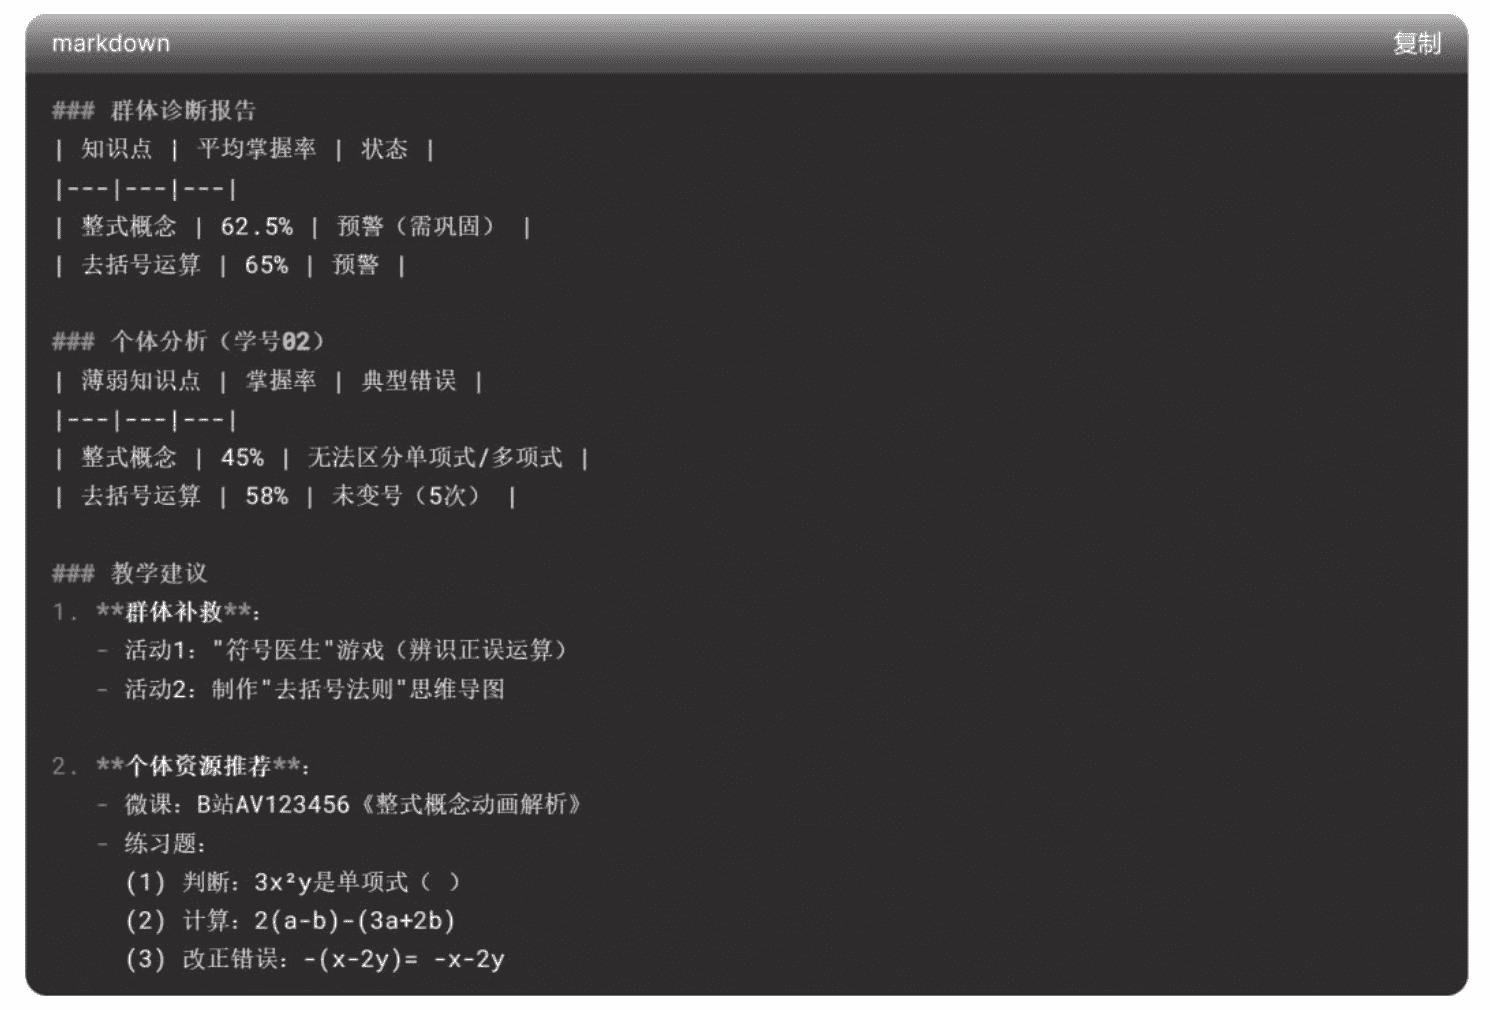 markdown 复制
### 群体诊断报告
| 知识点 | 平均掌握率 | 状态 |
|---|---|---|
| 整式概念 | 62.5% | 预警（需巩固） |
| 去括号运算 | 65% | 预警 |
### 个体分析（学号02）
| 薄弱知识点 | 掌握率 | 典型错误 |
|---|---|---|
| 整式概念 | 45% | 无法区分单项式/多项式 |
| 去括号运算 | 58% | 未变号（5次） |
### 教学建议
1. **群体补救**：
- 活动1："符号医生"游戏（辨识正误运算）
- 活动2：制作"去括号法则"思维导图
2. **个体资源推荐**：
- 微课：B站AV123456《整式概念动画解析》
- 练习题：
(1) 判断：3x²y是单项式（ ）
(2) 计算：2(a-b)-(3a+2b)
(3) 改正错误：-(x-2y)= -x-2y